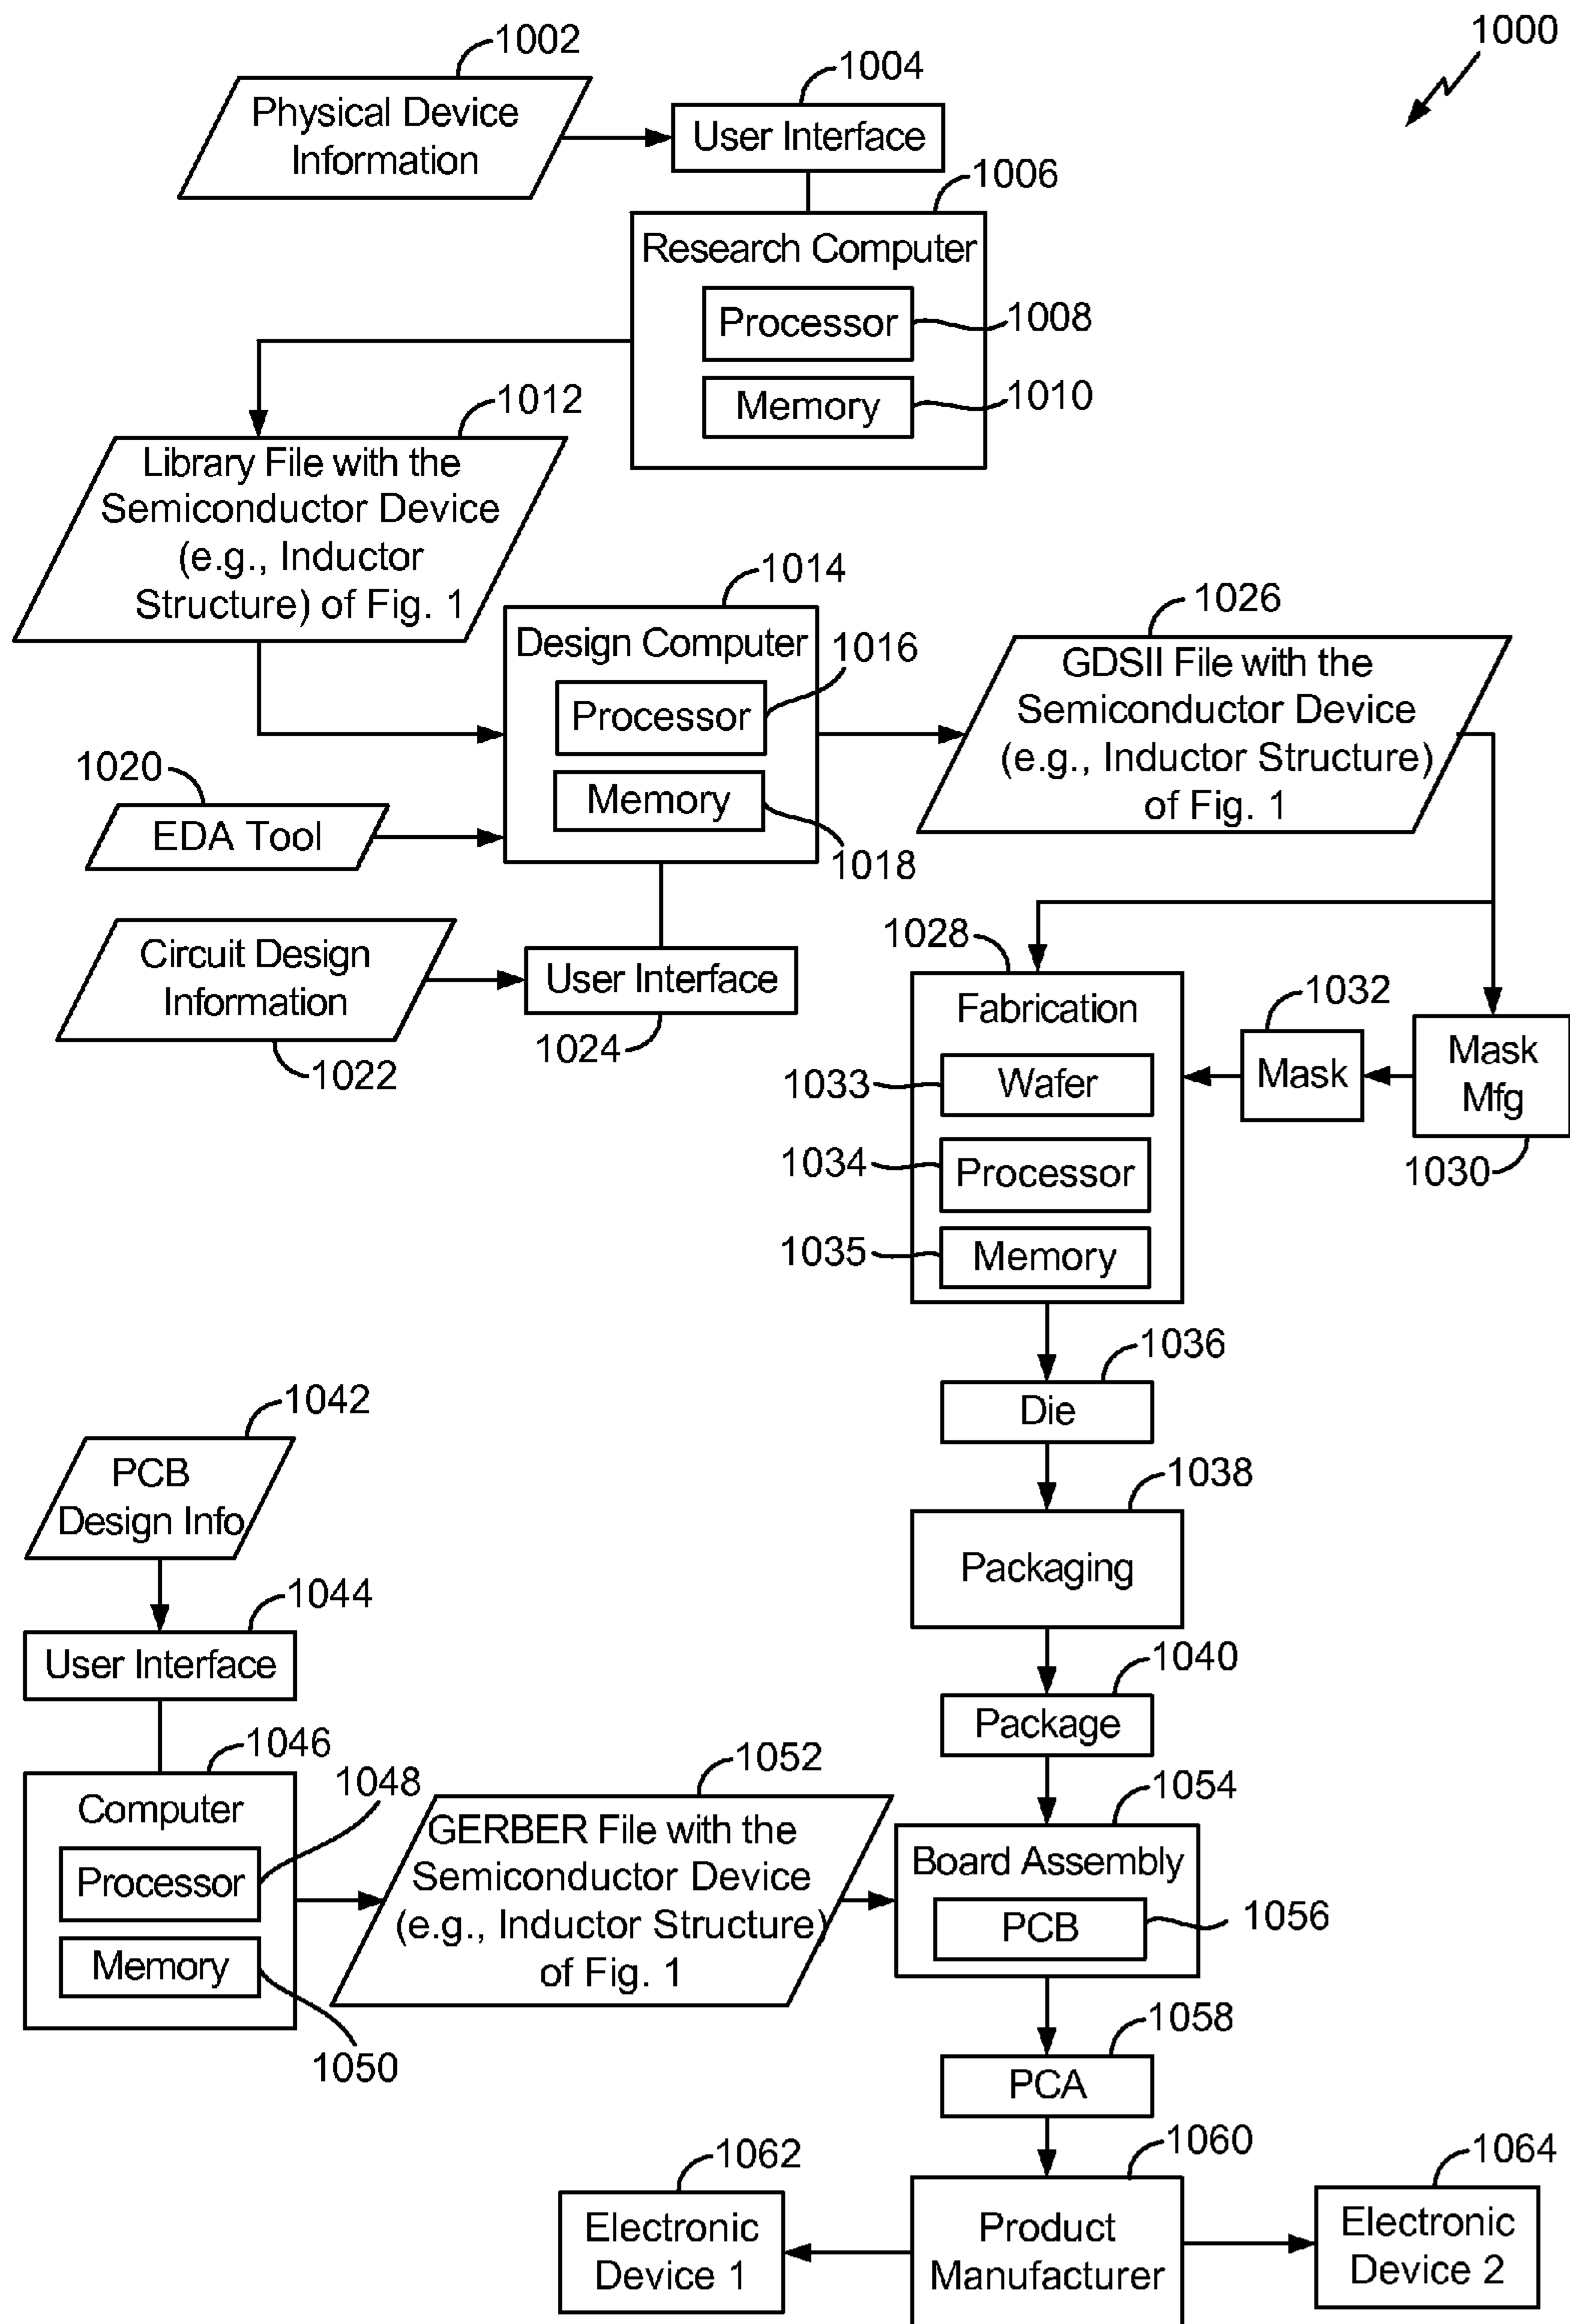 1000
1002
Physical Device
Information
1004
User Interface
1006
Research Computer
Processor
1008
Memory
1010
1012
Library File with the
Semiconductor Device
(e.g., Inductor
Structure) of Fig. 1
1014
Design Computer
1016
Processor
Memory
1018
1020
EDA Tool
Circuit Design
Information
1022
User Interface
1024
1026
GDSII File with the
Semiconductor Device
(e.g., Inductor Structure)
of Fig. 1
1028
Fabrication
1033
Wafer
1034
Processor
1035
Memory
1032
Mask
Mask
Mfg
1030
1036
Die
1038
Packaging
1040
Package
1042
PCB
Design Info
1044
User Interface
1046
Computer
1048
Processor
Memory
1050
1052
GERBER File with the
Semiconductor Device
(e.g., Inductor Structure)
of Fig. 1
1054
Board Assembly
PCB
1056
1058
PCA
1060
Product
Manufacturer
1062
Electronic
Device 1
1064
Electronic
Device 2